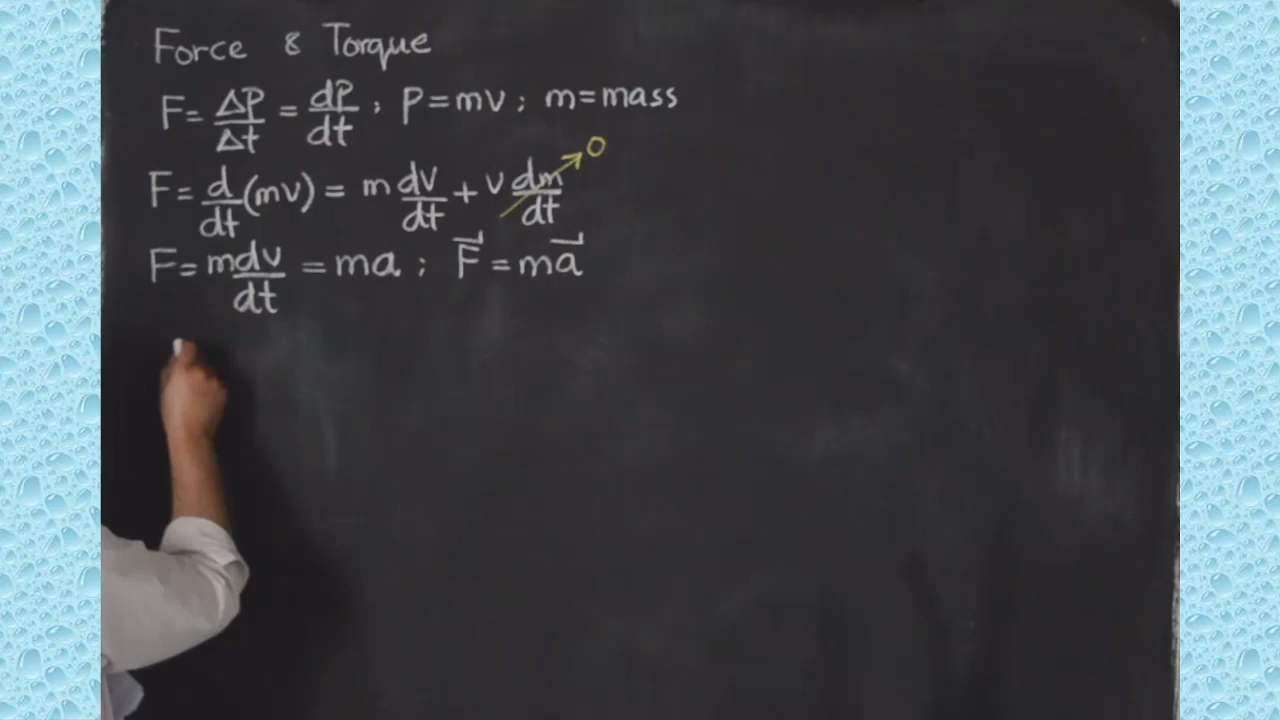 Force & Torque
F = ΔP/Δt = dP/dt ; P = mv ; m = mass
F = d/dt (mv) = m dv/dt + v dm/dt → 0
F = m dv/dt = ma ; F⃗ = ma⃗